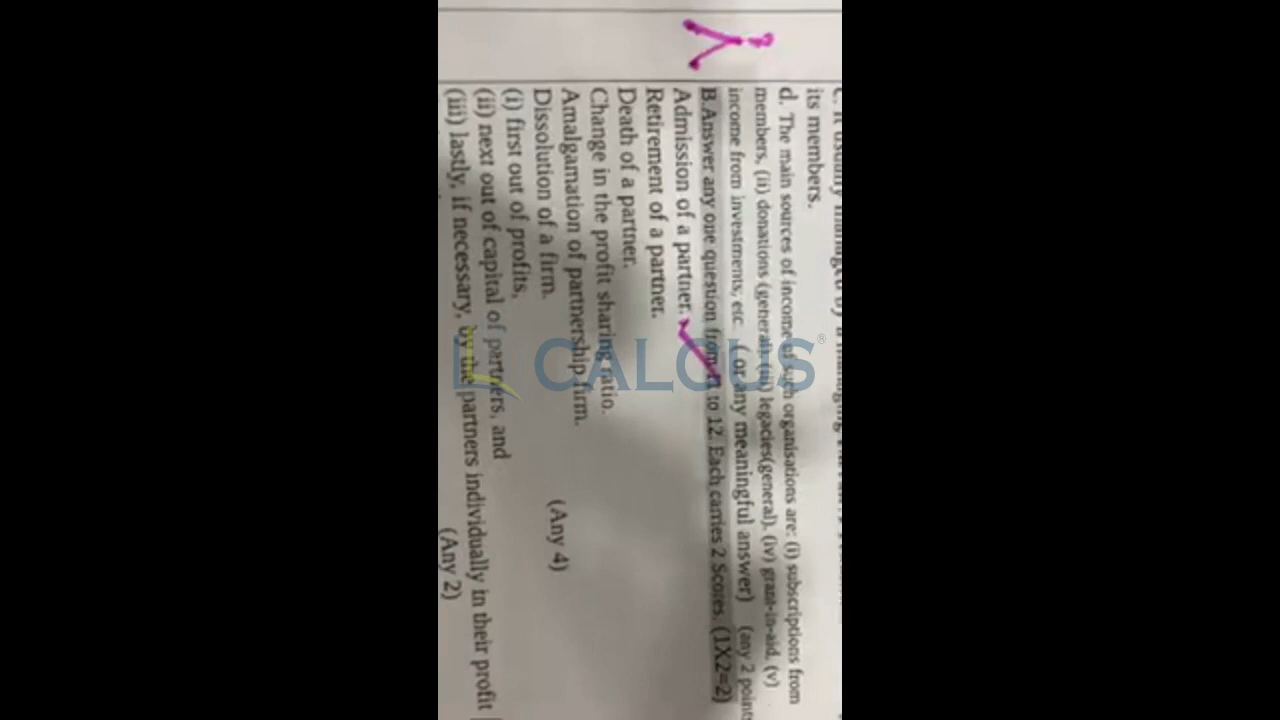 its members.
d. The main sources of income of such organisations are: (i) subscriptions from
members, (ii) donations (general) (iii) legacies(general), (iv) grant-in-aid, (v)
income from investments, etc. ( or any meaningful answer) (any 2 points
B.Answer any one question from to 12. Each carries 2 Scores. (1X2=2)
Admission of a partner.
Retirement of a partner.
Death of a partner.
Change in the profit sharing ratio.
Amalgamation of partnership firm.
Dissolution of a firm. (Any 4)
(i) first out of profits,
(ii) next out of capital of partners, and
(iii) lastly, if necessary, by the partners individually in their profit
(Any 2)
CALCUS®